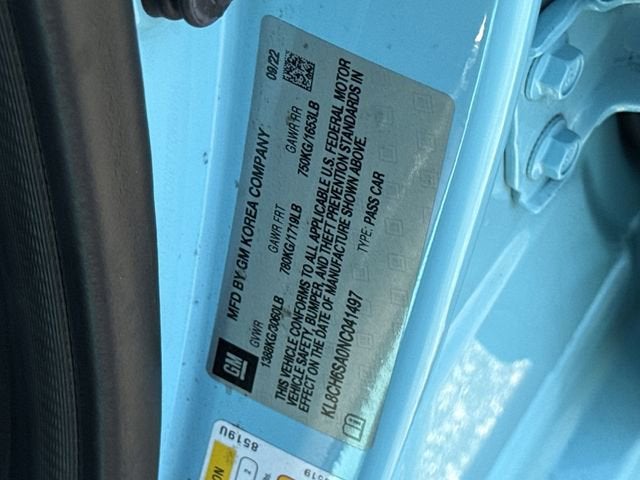 GM
MFD BY GM KOREA COMPANY
09/22
GVWR GAWR FRT GAWR RR
1388KG/3060LB 780KG/1719LB 750KG/1653LB
THIS VEHICLE CONFORMS TO ALL APPLICABLE U.S. FEDERAL MOTOR
VEHICLE SAFETY, BUMPER, AND THEFT PREVENTION STANDARDS IN
EFFECT ON THE DATE OF MANUFACTURE SHOWN ABOVE.
KL8CH6SA0NC041497 TYPE: PASS CAR
8519U
2